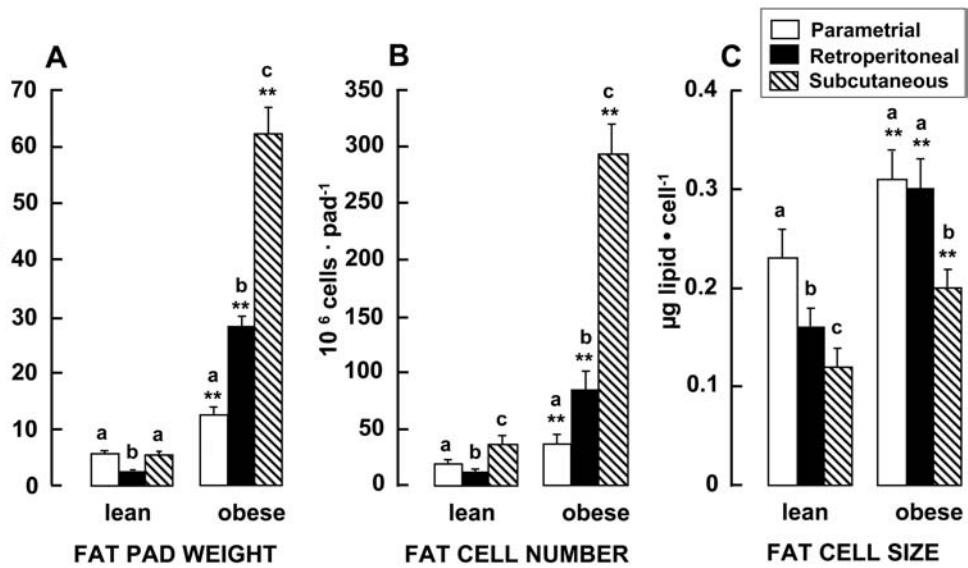 Parametrial
Retroperitoneal
Subcutaneous
A
70
60
50
40
30
20
10
0
a
b
a
a
**
b
**
c
**
lean
obese
FAT PAD WEIGHT
B
10 6 cells · pad-1
350
300
250
200
150
100
50
0
a
b
c
a
**
b
**
c
**
lean
obese
FAT CELL NUMBER
C
µg lipid • cell-1
0.4
0.3
0.2
0.1
0
a
b
c
a
**
a
**
b
**
lean
obese
FAT CELL SIZE